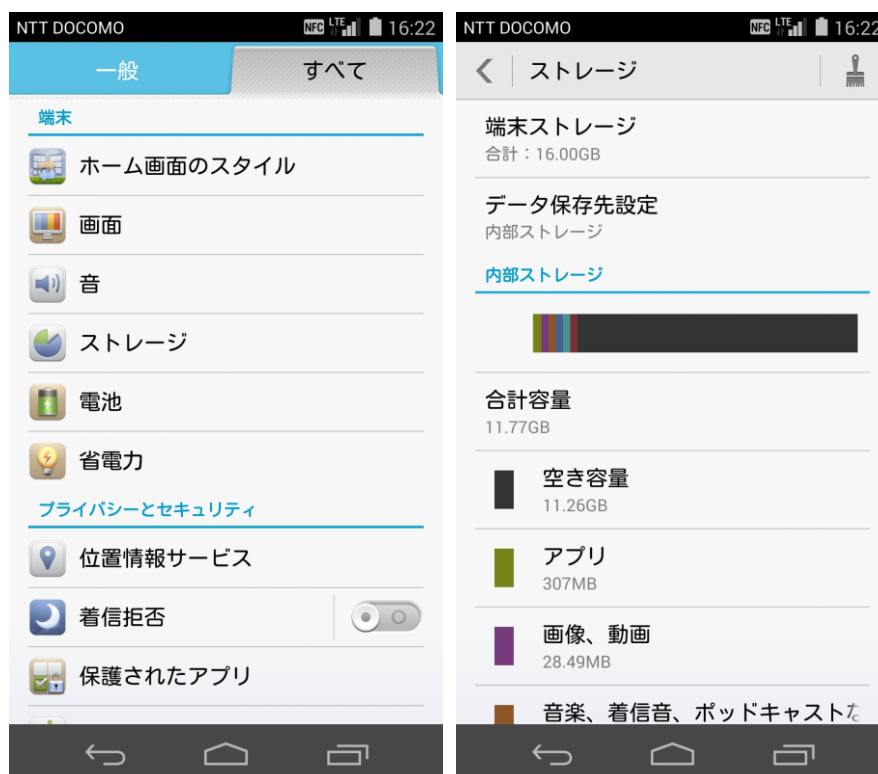 NTT DOCOMO NFC LTE 16:22
一般 すべて
端末
ホーム画面のスタイル
画面
音
ストレージ
電池
省電力
プライバシーとセキュリティ
位置情報サービス
着信拒否
保護されたアプリ
NTT DOCOMO NFC LTE 16:22
ストレージ
端末ストレージ
合計：16.00GB
データ保存先設定
内部ストレージ
内部ストレージ
合計容量
11.77GB
空き容量
11.26GB
アプリ
307MB
画像、動画
28.49MB
音楽、着信音、ポッドキャストな